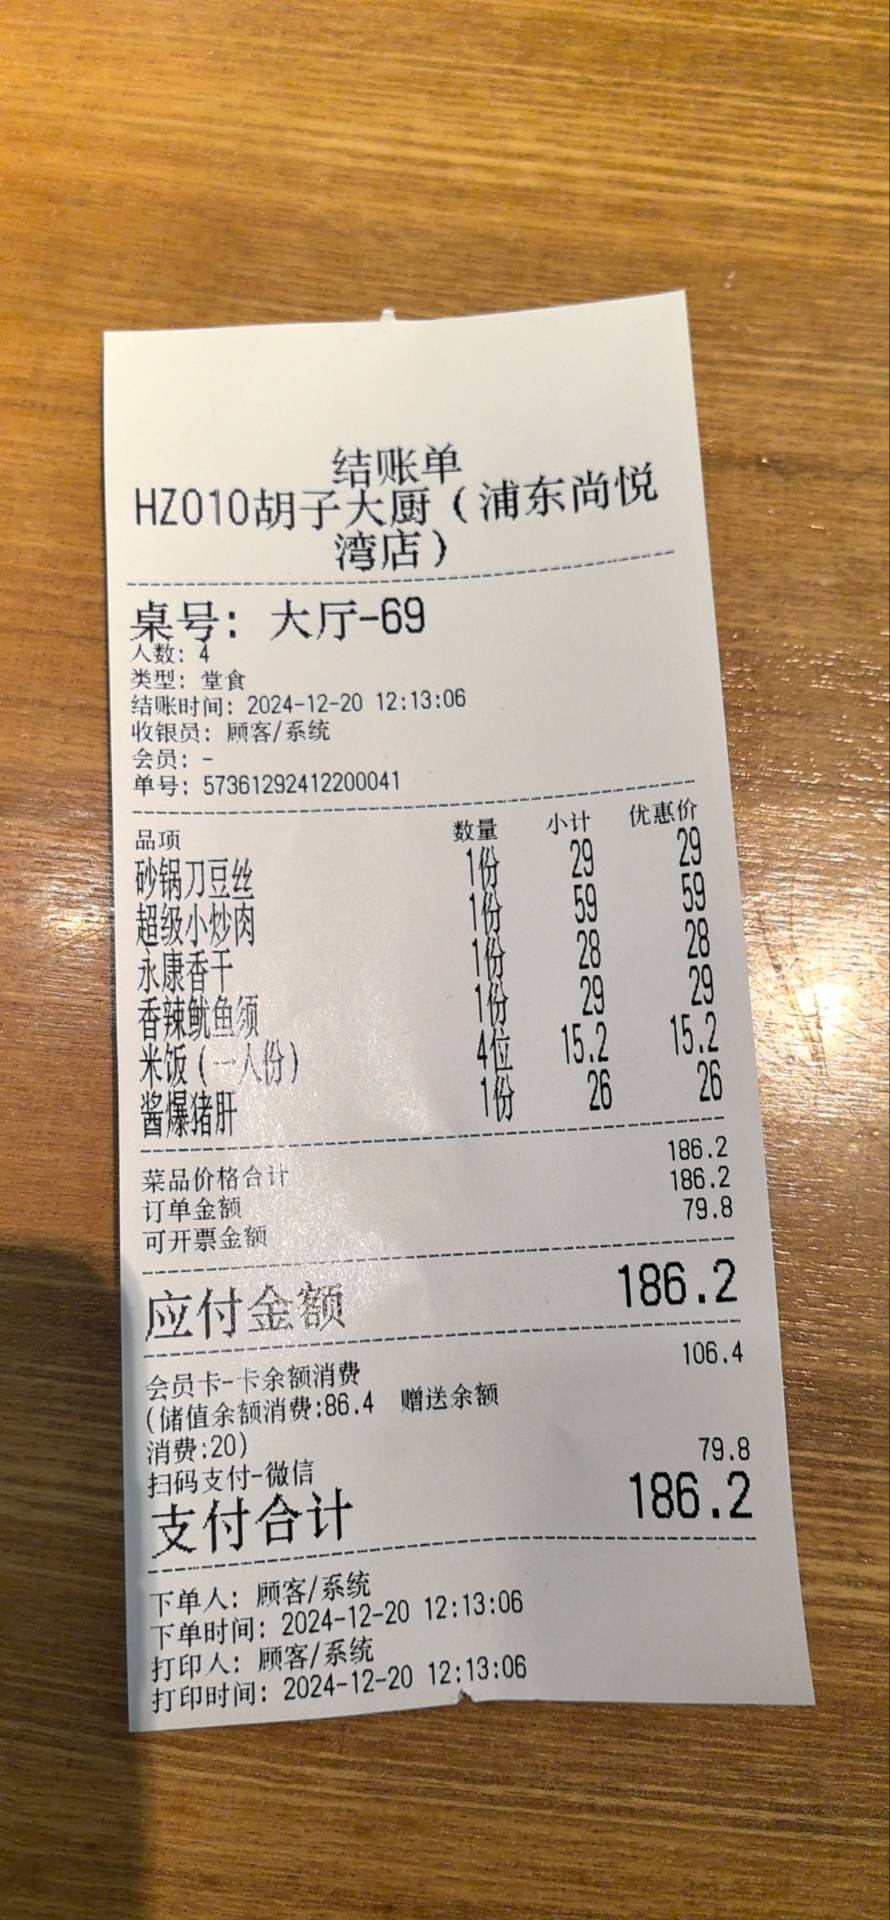 结账单
HZ010胡子大厨(浦东尚悦
湾店)
桌号: 大厅-69
人数: 4
类型: 堂食
结账时间: 2024-12-20 12:13:06
收银员: 顾客/系统
会员: -
单号: 57361292412200041
品项 数量 小计 优惠价
砂锅刀豆丝 1份 29 29
超级小炒肉 1份 59 59
永康香干 1份 28 28
香辣鱿鱼须 1份 29 29
米饭(一人份) 4位 15.2 15.2
酱爆猪肝 1份 26 26
菜品价格合计 186.2
订单金额 186.2
可开票金额 79.8
应付金额 186.2
会员卡-卡余额消费 106.4
(储值余额消费:86.4 赠送余额
消费:20)
扫码支付-微信 79.8
支付合计 186.2
下单人: 顾客/系统
下单时间: 2024-12-20 12:13:06
打印人: 顾客/系统
打印时间: 2024-12-20 12:13:06